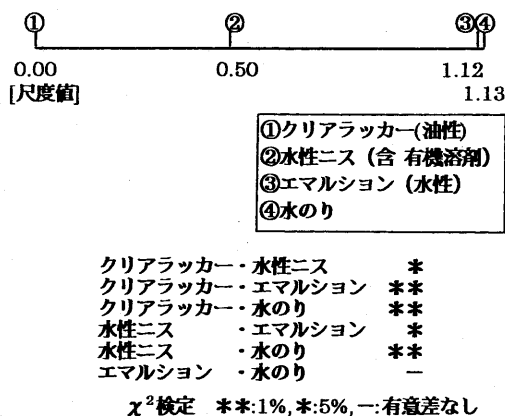 ① ② ③④
0.00 0.50 1.12
[尺度値] 1.13
①クリアラッカー(油性)
②水性ニス（含 有機溶剤）
③エマルション（水性）
④水のり
クリアラッカー・水性ニス ＊
クリアラッカー・エマルション ＊＊
クリアラッカー・水のり ＊＊
水性ニス ・エマルション ＊
水性ニス ・水のり ＊＊
エマルション ・水のり －
χ²検定 ＊＊:1%,＊:5%,－:有意差なし